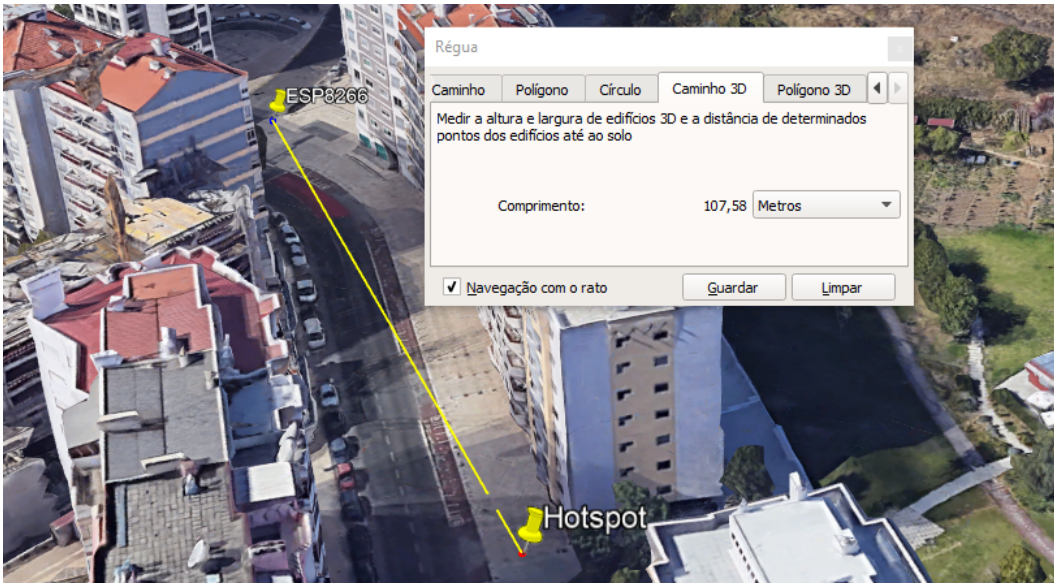 Régua
ESP8266
Caminho Polígono Círculo Caminho 3D Polígono 3D
Medir a altura e largura de edifícios 3D e a distância de determinados
pontos dos edifícios até ao solo
Comprimento: 107,58 Metros
Navegação com o rato Guardar Limpar
Hotspot